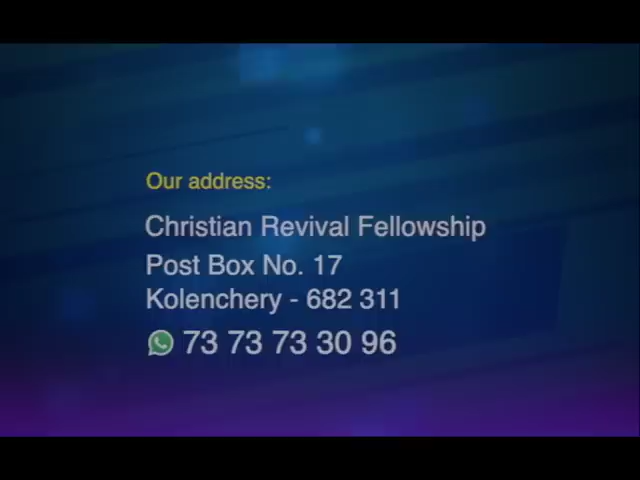 Our address:
Christian Revival Fellowship
Post Box No. 17
Kolenchery - 682 311
73 73 73 30 96